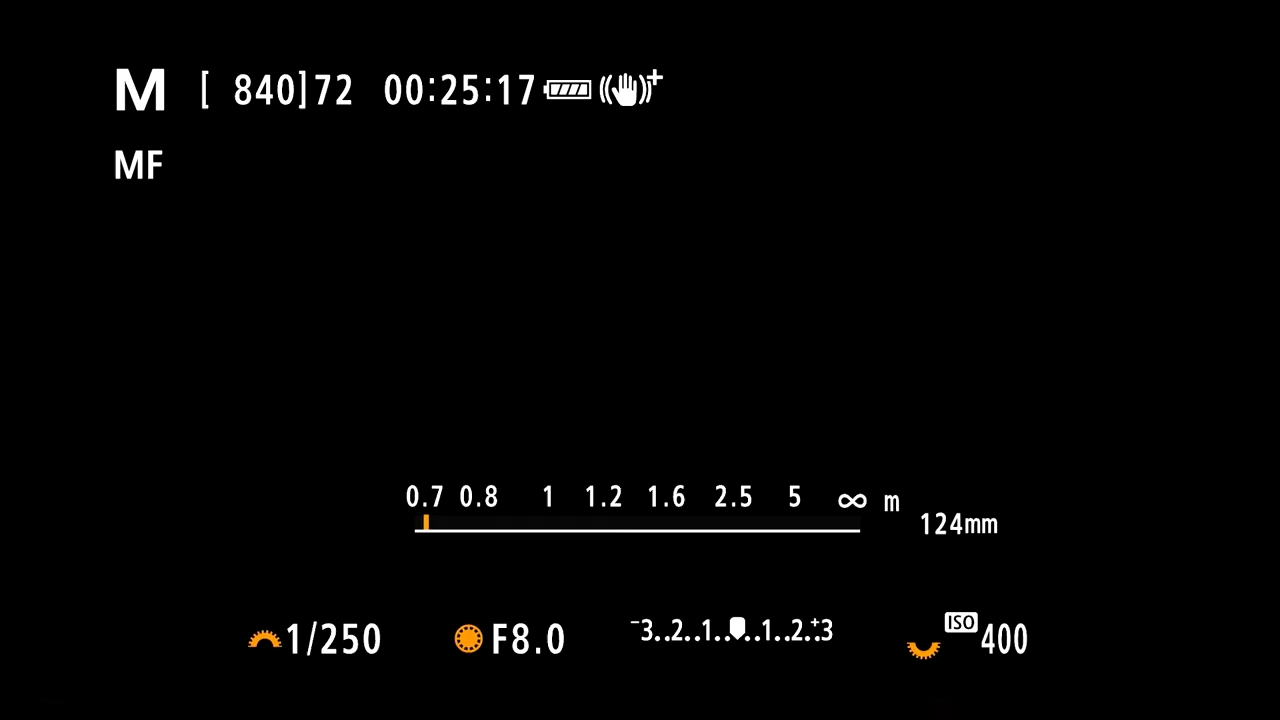 M [ 840]72 00:25:17
MF
0.7 0.8 1 1.2 1.6 2.5 5 ∞ m
124mm
1/250 F8.0 -3..2..1.. ..1..2..+3 ISO 400